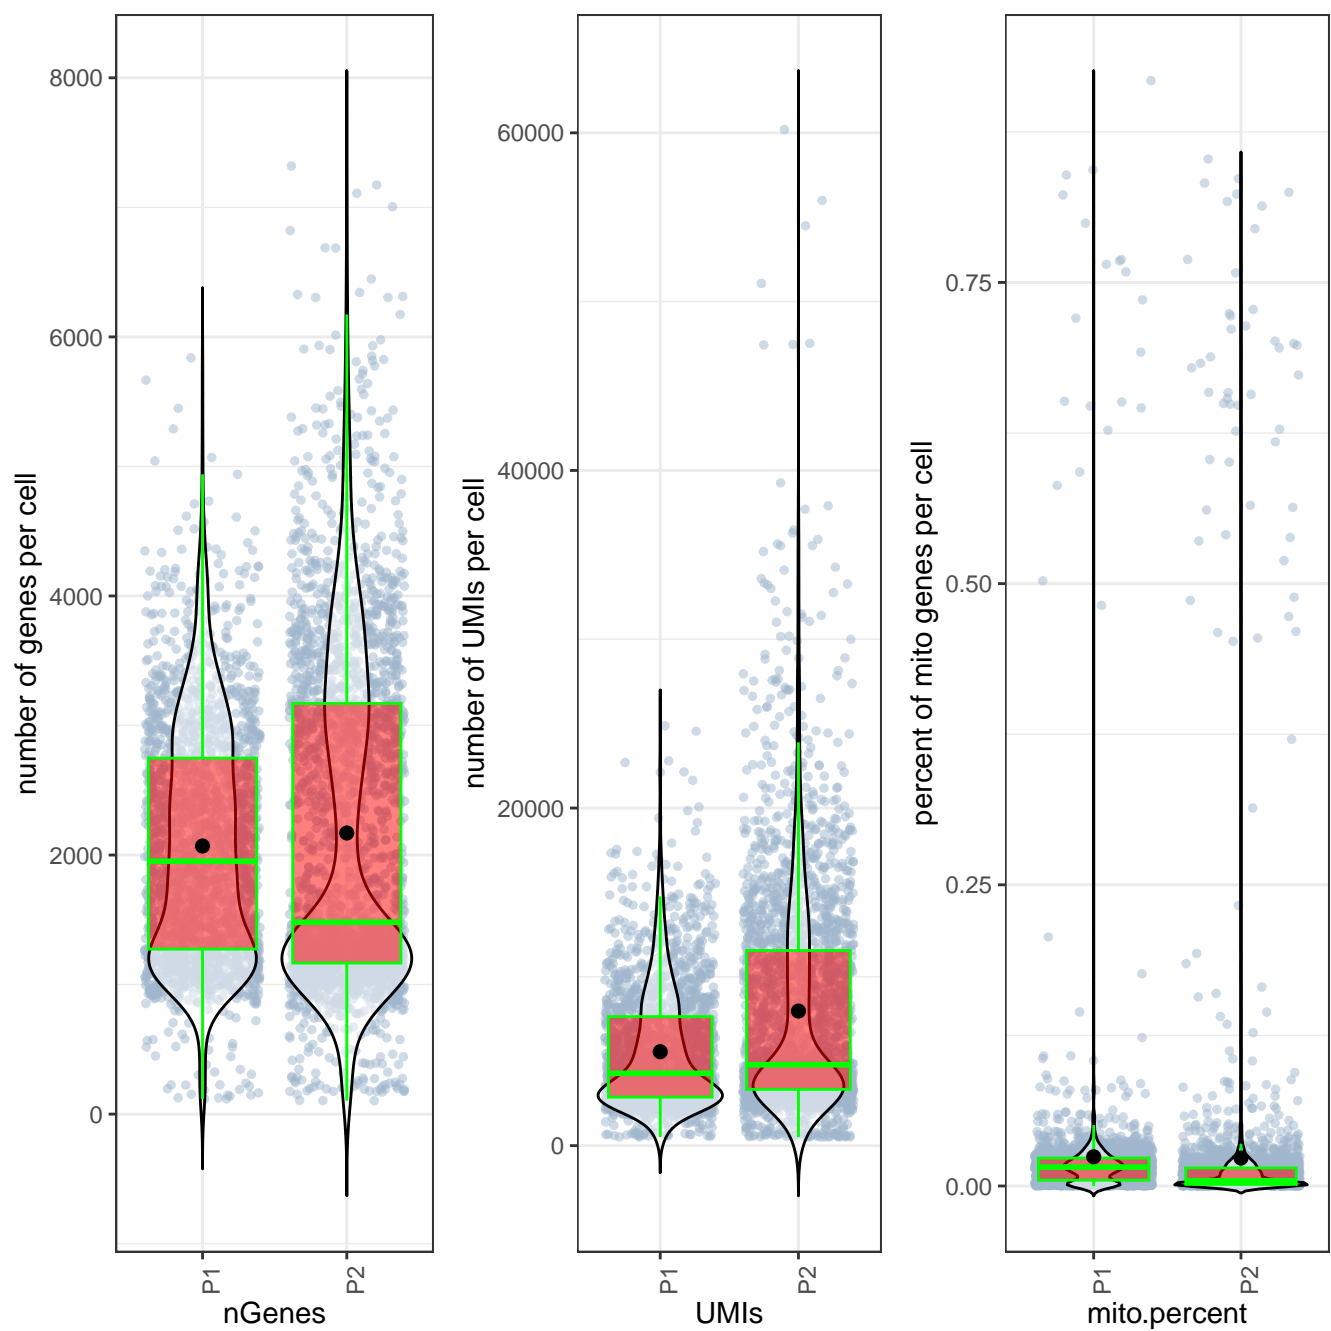 number of genes per cell
8000
6000
4000
2000
0
P1
P2
nGenes
number of UMIs per cell
60000
40000
20000
0
P1
P2
UMIs
percent of mito genes per cell
0.75
0.50
0.25
0.00
P1
P2
mito.percent